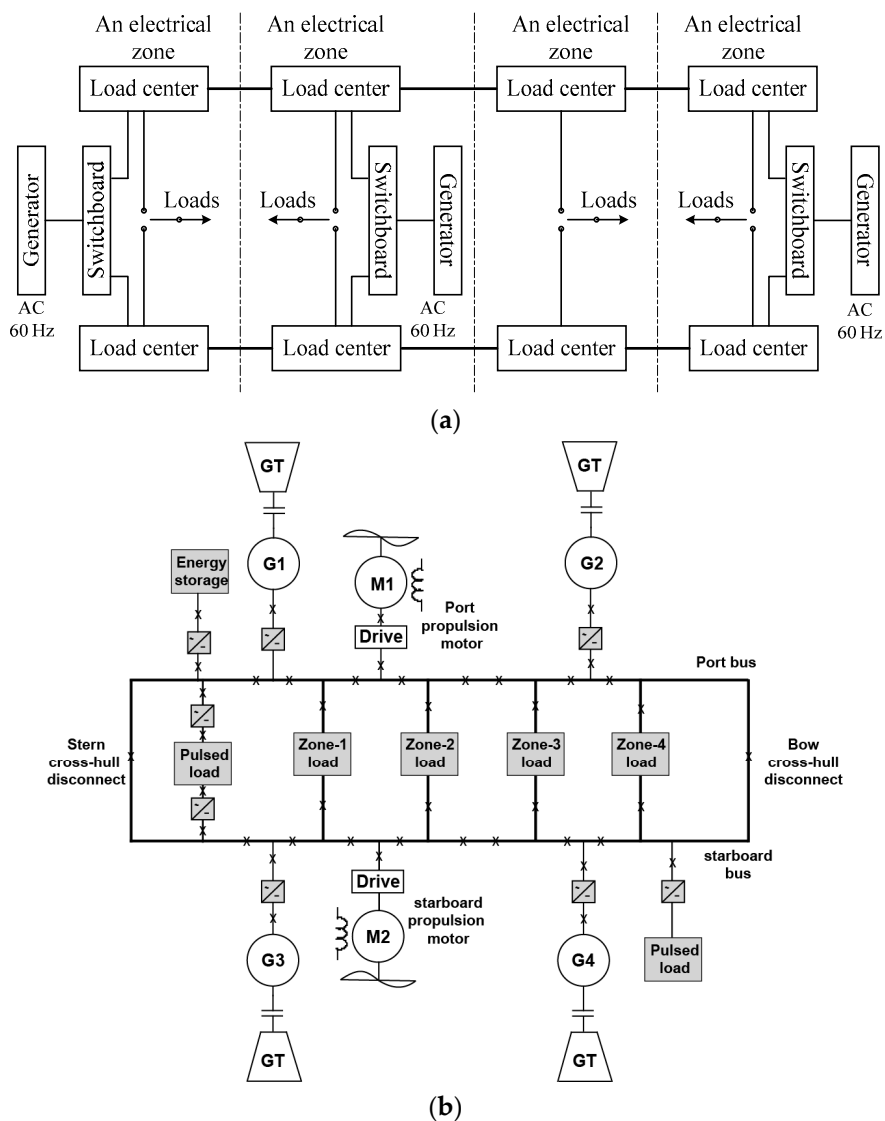 An electrical
zone
An electrical
zone
An electrical
zone
An electrical
zone
Load center
Load center
Load center
Load center
Generator
Switchboard
Loads
Loads
Switchboard
Generator
Loads
Loads
Switchboard
Generator
AC
60 Hz
AC
60 Hz
AC
60 Hz
Load center
Load center
Load center
Load center
(a)
GT
GT
Energy
storage
G1
M1
G2
Port
propulsion
motor
Drive
Port bus
Stern
cross-hull
disconnect
Pulsed
load
Zone-1
load
Zone-2
load
Zone-3
load
Zone-4
load
Bow
cross-hull
disconnect
starboard
bus
Drive
starboard
propulsion
motor
G3
M2
G4
Pulsed
load
GT
GT
(b)